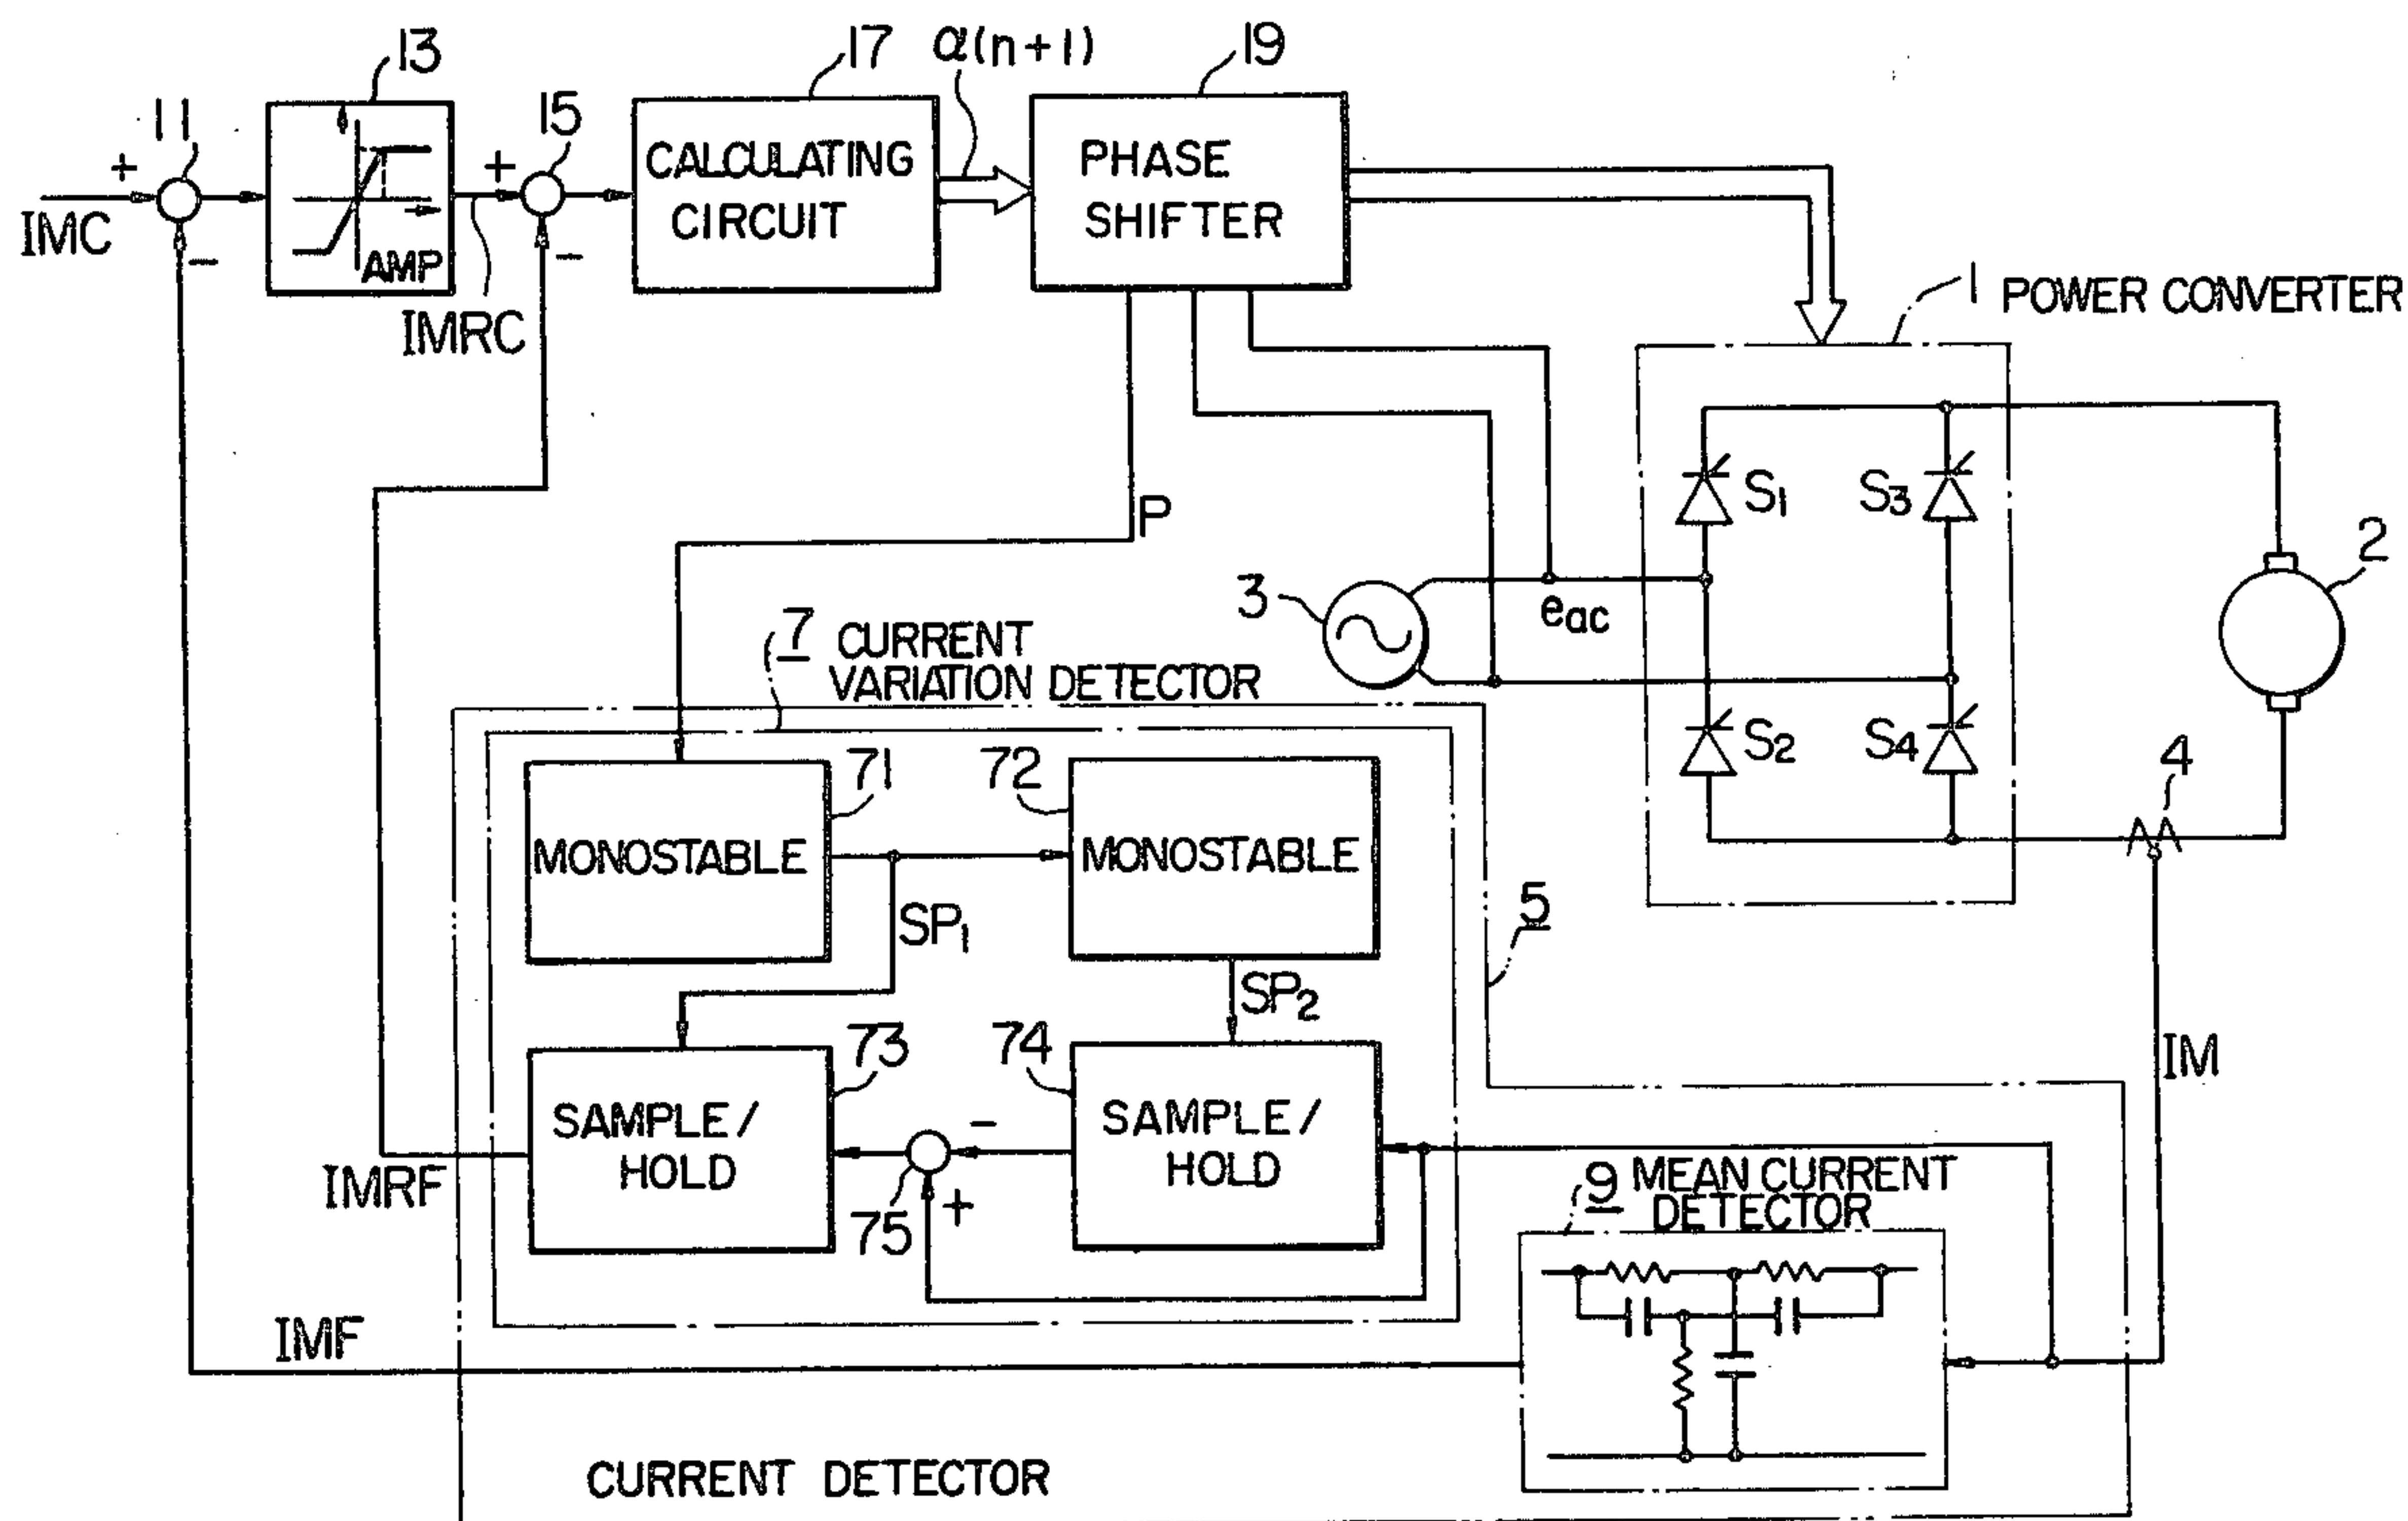 13
17
α(n+1)
19
11
15
+
+
IMC
-
AMP
IMRC
-
CALCULATING
CIRCUIT
PHASE
SHIFTER
1 POWER CONVERTER
P
S1
S3
2
3
eac
7 CURRENT
VARIATION DETECTOR
S2
S4
4
71
72
MONOSTABLE
MONOSTABLE
5
SP1
SP2
73
74
IM
SAMPLE/
HOLD
-
SAMPLE/
HOLD
IMRF
75
+
9 MEAN CURRENT
DETECTOR
IMF
CURRENT DETECTOR